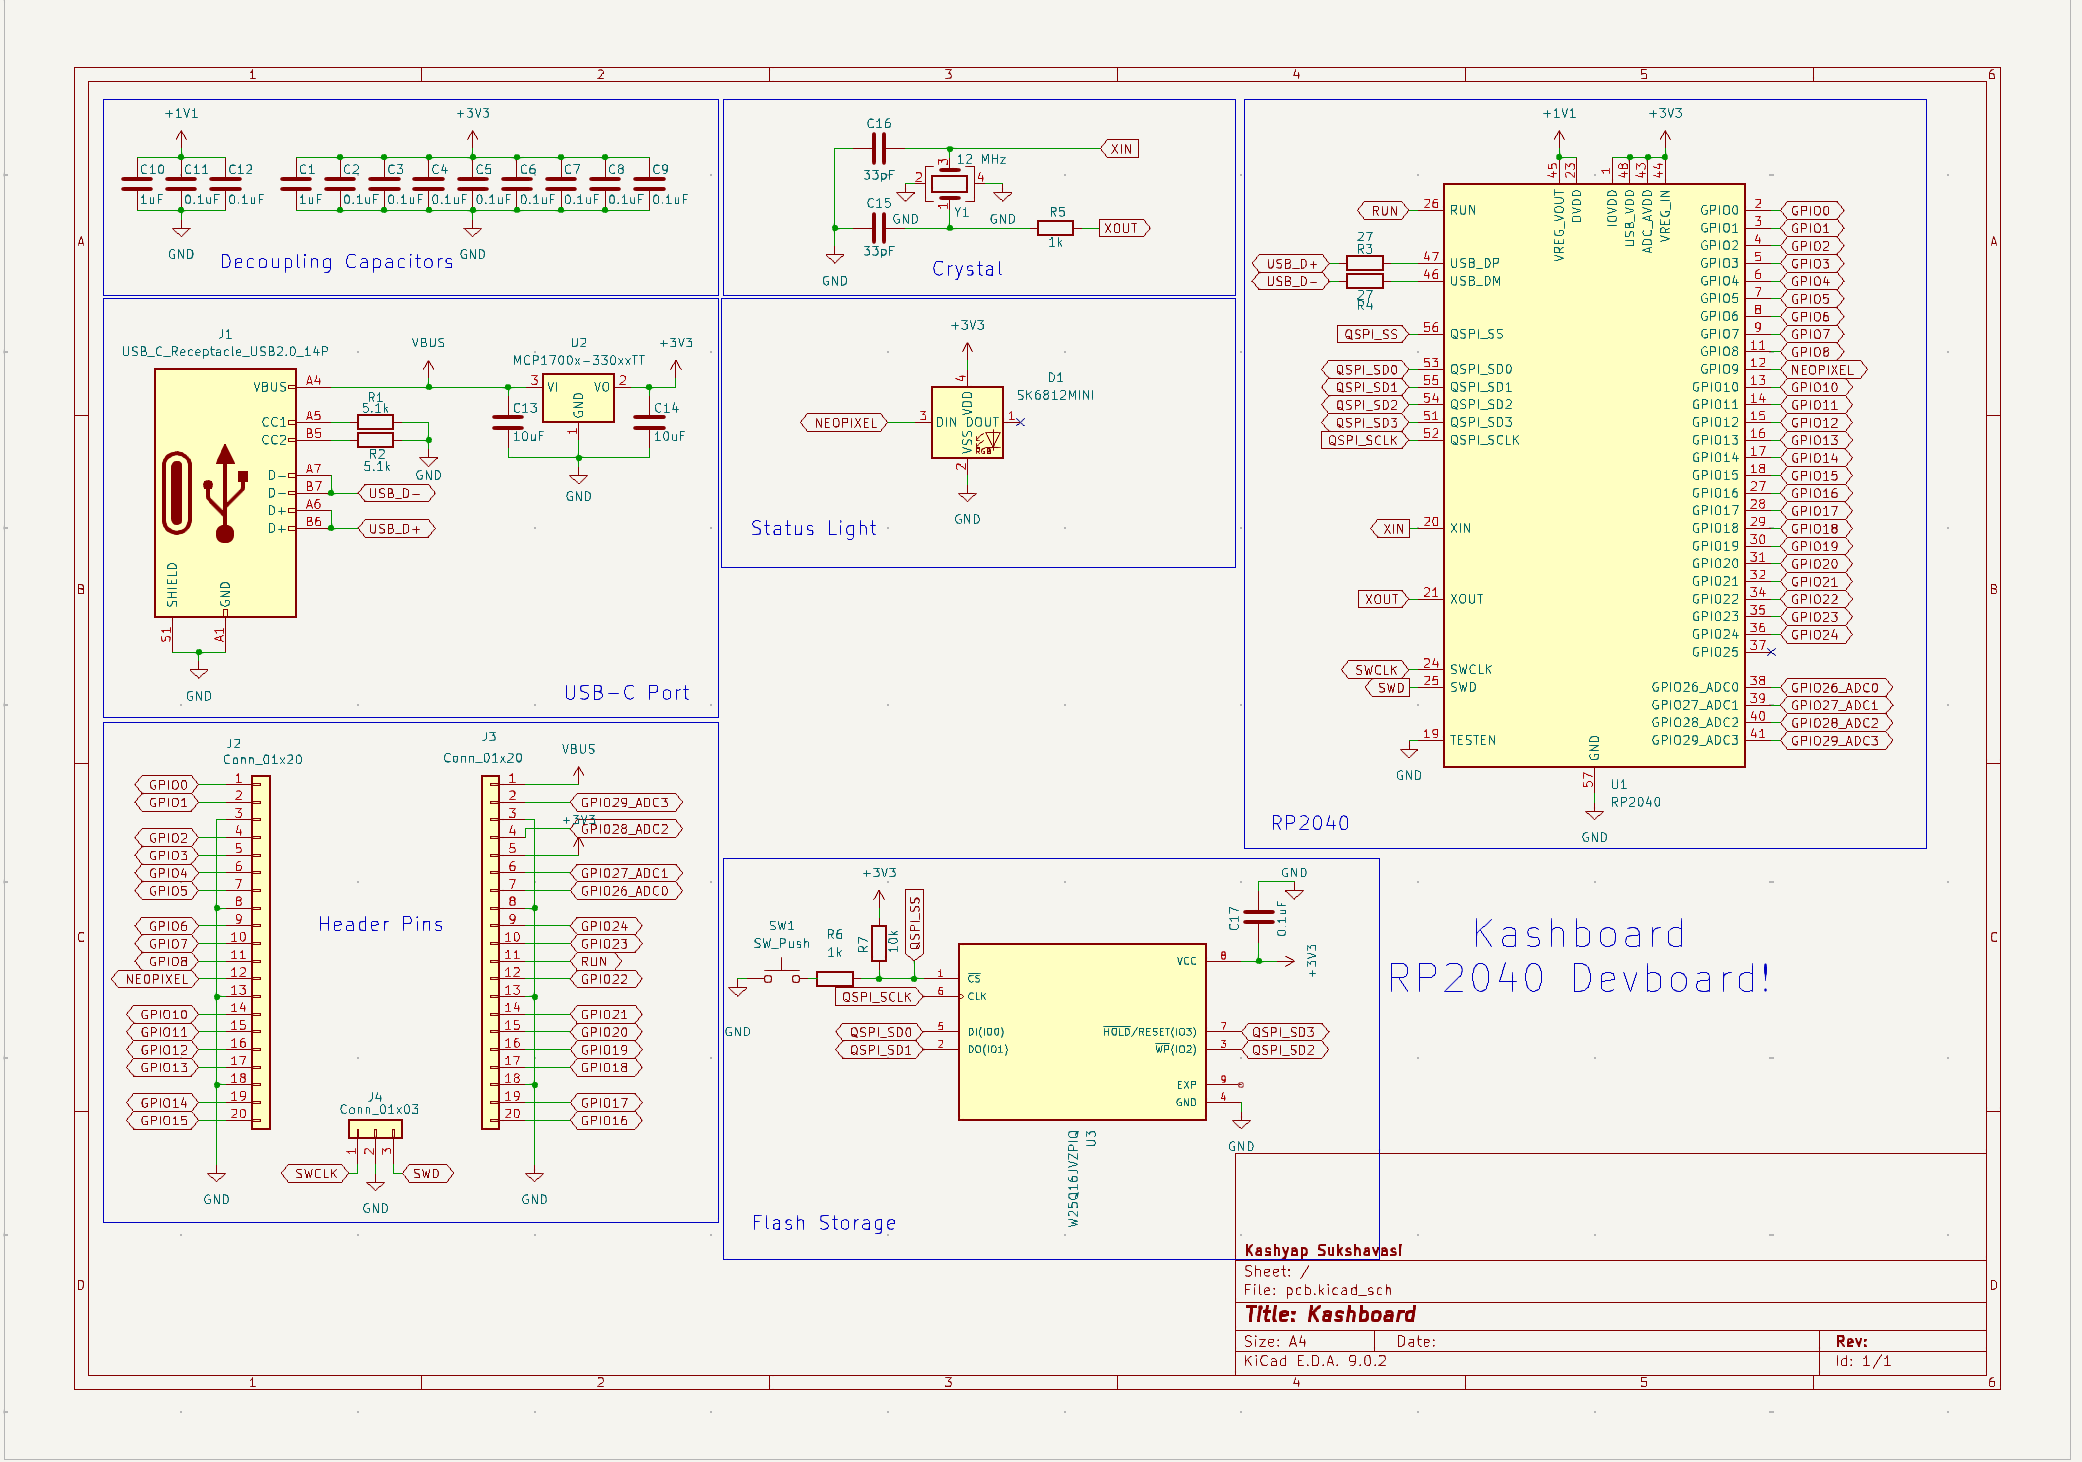 1 2 3 4 5 6
A B C D
+1V1
C10 1uF
C11 0.1uF
C12 0.1uF
GND
+3V3
C1 1uF
C2 0.1uF
C3 0.1uF
C4 0.1uF
C5 0.1uF
C6 0.1uF
C7 0.1uF
C8 0.1uF
C9 0.1uF
GND
Decoupling Capacitors
C16
33pF
12 MHz
XIN
3
2 4
1
GND
Y1
GND
C15
33pF
R5
1k
XOUT
GND
Crystal
J1
USB_C_Receptacle_USB2.0_14P
VBUS A4
CC1 A5
CC2 B5
D- A7
D- B7
D+ A6
D+ B6
SHIELD S1
GND A1
GND
R1
5.1k
R2
5.1k
GND
USB_D-
USB_D+
VBUS
U2
MCP1700x-330xxTT
3 VI VO 2
GND
1
+3V3
C13
10uF
C14
10uF
GND
USB-C Port
+3V3
D1
SK6812MINI
4
VDD
NEOPIXEL 3 DIN DOUT 1
VSS
RGB
2
GND
Status Light
+1V1
+3V3
45 23 1 48 43 44
VREG_VOUT DVDD IOVDD USB_VDD ADC_AVDD VREG_IN
RUN 26 RUN
27
R3
USB_D+ 47 USB_DP
USB_D- 46 USB_DM
27
R4
QSPI_SS 56 QSPI_SS
QSPI_SD0 53 QSPI_SD0
QSPI_SD1 55 QSPI_SD1
QSPI_SD2 54 QSPI_SD2
QSPI_SD3 51 QSPI_SD3
QSPI_SCLK 52 QSPI_SCLK
XIN 20 XIN
XOUT 21 XOUT
SWCLK 24 SWCLK
SWD 25 SWD
19 TESTEN
GND
GPIO0 2 GPIO0
GPIO1 3 GPIO1
GPIO2 4 GPIO2
GPIO3 5 GPIO3
GPIO4 6 GPIO4
GPIO5 7 GPIO5
GPIO6 8 GPIO6
GPIO7 9 GPIO7
GPIO8 11 GPIO8
GPIO9 12 NEOPIXEL
GPIO10 13 GPIO10
GPIO11 14 GPIO11
GPIO12 15 GPIO12
GPIO13 16 GPIO13
GPIO14 17 GPIO14
GPIO15 18 GPIO15
GPIO16 27 GPIO16
GPIO17 28 GPIO17
GPIO18 29 GPIO18
GPIO19 30 GPIO19
GPIO20 31 GPIO20
GPIO21 32 GPIO21
GPIO22 34 GPIO22
GPIO23 35 GPIO23
GPIO24 36 GPIO24
GPIO25 37
GPIO26_ADC0 38 GPIO26_ADC0
GPIO27_ADC1 39 GPIO27_ADC1
GPIO28_ADC2 40 GPIO28_ADC2
GPIO29_ADC3 41 GPIO29_ADC3
GND
57
U1
RP2040
GND
RP2040
J2
Conn_01x20
GPIO0 1
GPIO1 2
3
GPIO2 4
GPIO3 5
GPIO4 6
GPIO5 7
8
GPIO6 9
GPIO7 10
GPIO8 11
NEOPIXEL 12
13
GPIO10 14
GPIO11 15
GPIO12 16
GPIO13 17
18
GPIO14 19
GPIO15 20
GND
Header Pins
J3
Conn_01x20
VBUS
1
2 GPIO29_ADC3
3 +3V3
4 GPIO28_ADC2
5
6 GPIO27_ADC1
7 GPIO26_ADC0
8
9 GPIO24
10 GPIO23
11 RUN
12 GPIO22
13
14 GPIO21
15 GPIO20
16 GPIO19
17 GPIO18
18
19 GPIO17
20 GPIO16
GND
J4
Conn_01x03
1 2 3
SWCLK
SWD
GND
+3V3
QSPI_SS
SW1
SW_Push
R6
1k
R7
10k
GND
1 CS
QSPI_SCLK 6 CLK
QSPI_SD0 5 DI(IO0)
QSPI_SD1 2 DO(IO1)
GND
C17
0.1uF
VCC 8
+3V3
HOLD/RESET(IO3) 7 QSPI_SD3
WP(IO2) 3 QSPI_SD2
EXP 9
GND 4
GND
U3
W25Q16JVZPIQ
Flash Storage
Kashboard
RP2040 Devboard!
Kashyap Sukshavasi
Sheet: /
File: pcb.kicad_sch
Title: Kashboard
Size: A4 Date: Rev:
KiCad E.D.A. 9.0.2 Id: 1/1
1 2 3 4 5 6
A B C D